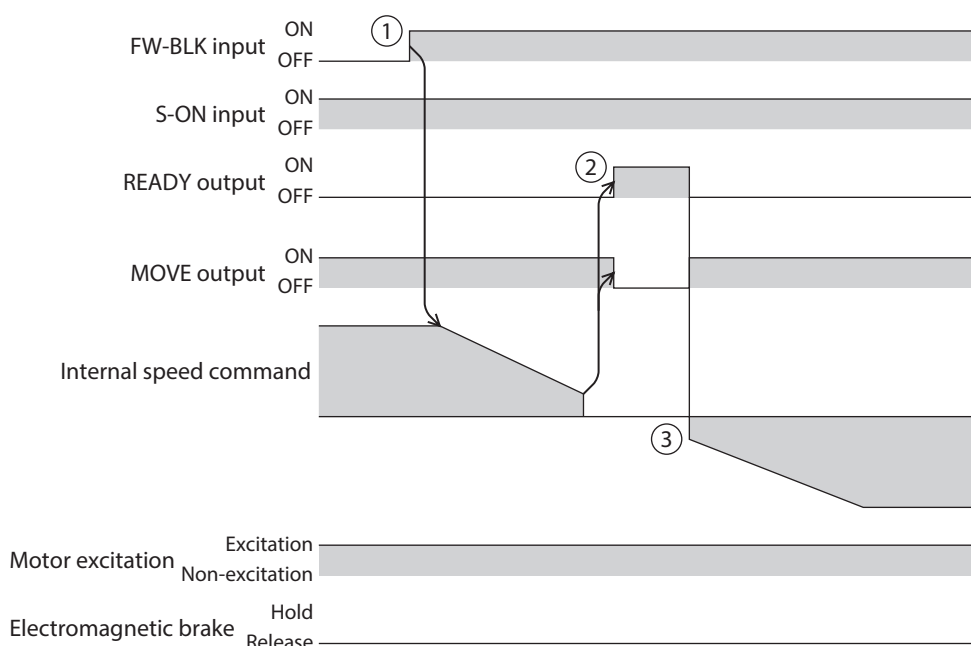 FW-BLK input ON OFF ①
S-ON input ON OFF
READY output ON OFF ②
MOVE output ON OFF
Internal speed command
③
Motor excitation Excitation Non-excitation
Electromagnetic brake Hold Release